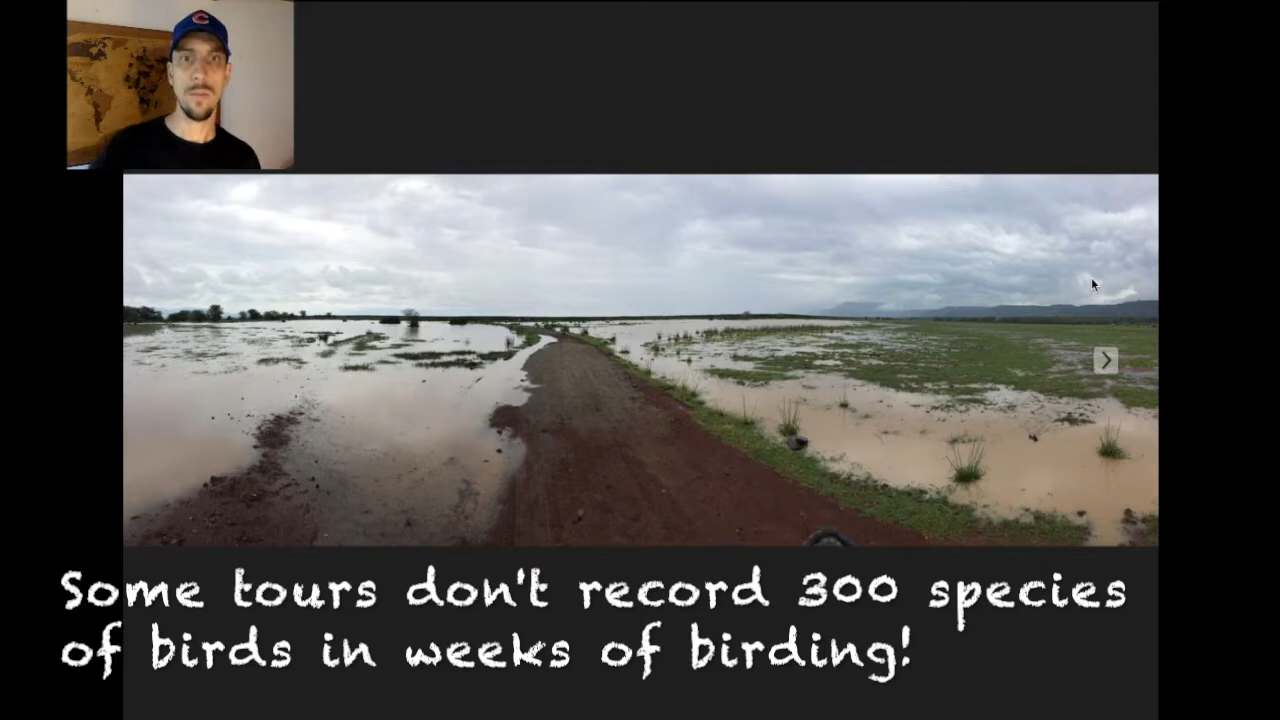 C
Some tours don't record 300 species
of birds in weeks of birding!